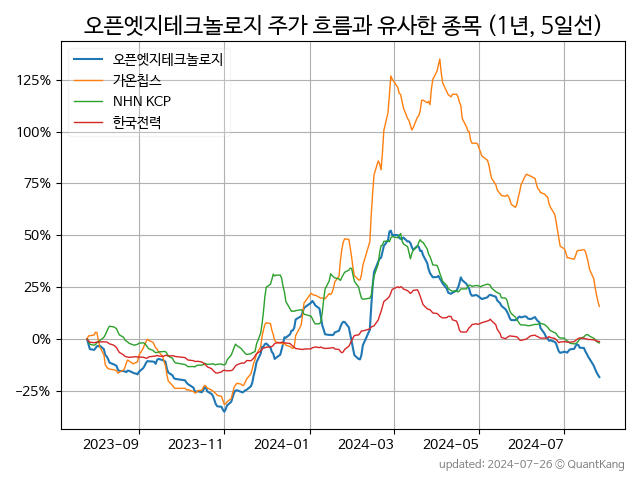 오픈엣지테크놀로지 주가 흐름과 유사한 종목 (1년, 5일선)
오픈엣지테크놀로지
가온칩스
NHN KCP
한국전력
125%
100%
75%
50%
25%
0%
−25%
2023-09
2023-11
2024-01
2024-03
2024-05
2024-07
updated: 2024-07-26 © QuantKang